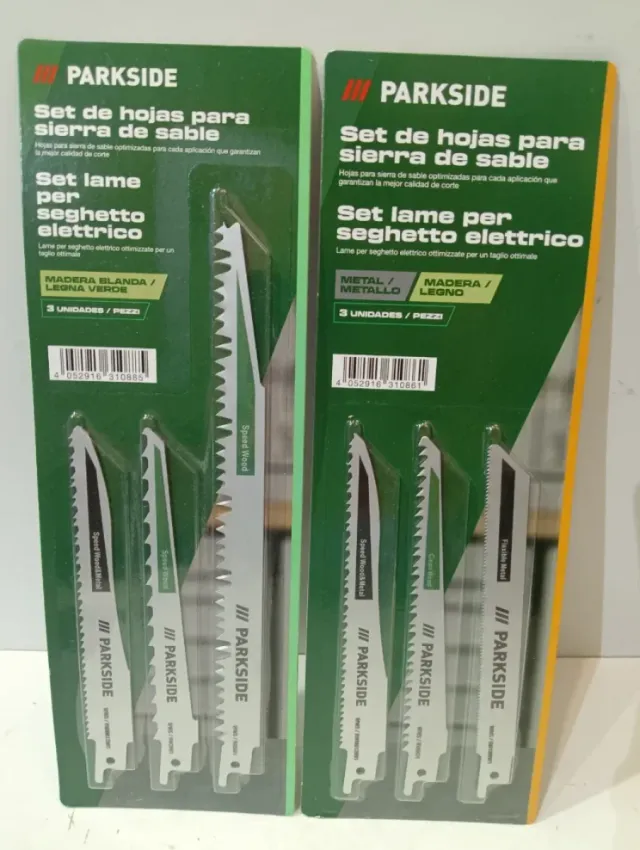 /// PARKSIDE
Set de hojas para
sierra de sable
Hojas para sierra de sable optimizadas para cada aplicación que garantizan
la mejor calidad de corte
Set lame
per
seghetto
elettrico
Lame per seghetto elettrico ottimizzate per un
taglio ottimale
MADERA BLANDA /
LEGNA VERDE
3 UNIDADES / PEZZI
4 052916 310885
Speed Wood&Metal
/// PARKSIDE
Speed Wood
/// PARKSIDE
Speed Wood
/// PARKSIDE
/// PARKSIDE
Set de hojas para
sierra de sable
Hojas para sierra de sable optimizadas para cada aplicación que
garantizan la mejor calidad de corte
Set lame per
seghetto elettrico
Lame per seghetto elettrico ottimizzate per un taglio ottimale
METAL /
METALLO
MADERA /
LEGNO
3 UNIDADES / PEZZI
4 052916 310861
Speed Wood&Metal
/// PARKSIDE
Wood
/// PARKSIDE
Flexible Metal
/// PARKSIDE